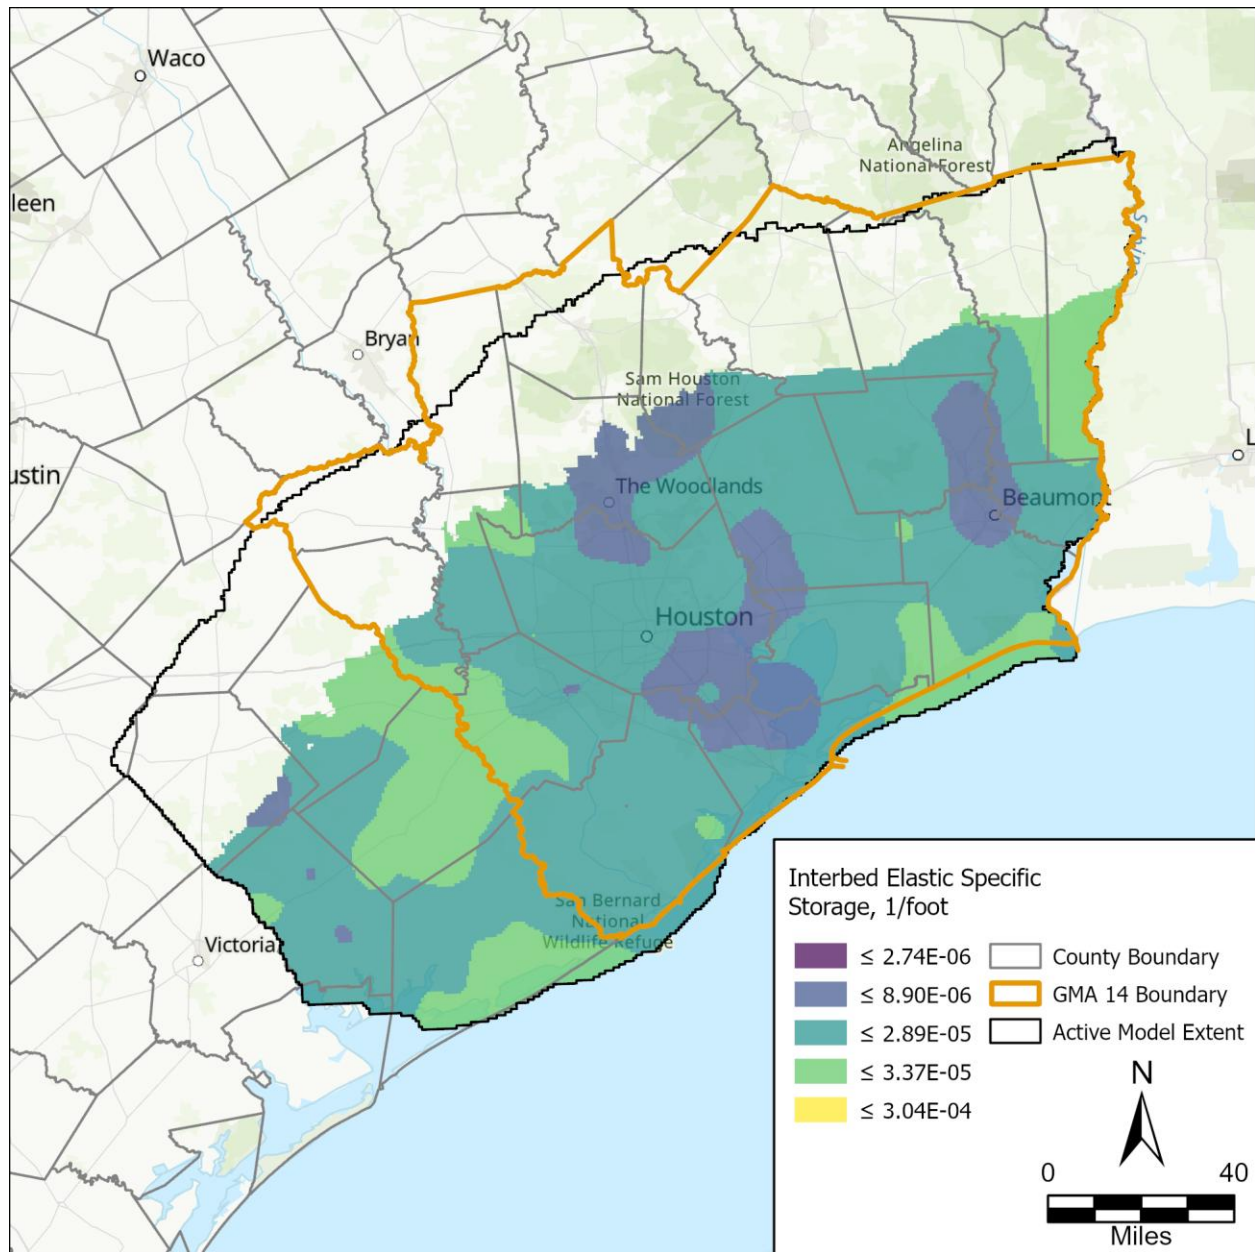 Waco
Angelina
National Forest
leen
Sabine
Bryan
Sam Houston
National Forest
ustin
L
The Woodlands
Beaumont
Houston
San Bernard
National
Wildlife Refuge
Victoria
Interbed Elastic Specific
Storage, 1/foot
≤ 2.74E-06
≤ 8.90E-06
≤ 2.89E-05
≤ 3.37E-05
≤ 3.04E-04
County Boundary
GMA 14 Boundary
Active Model Extent
N
0 40
Miles